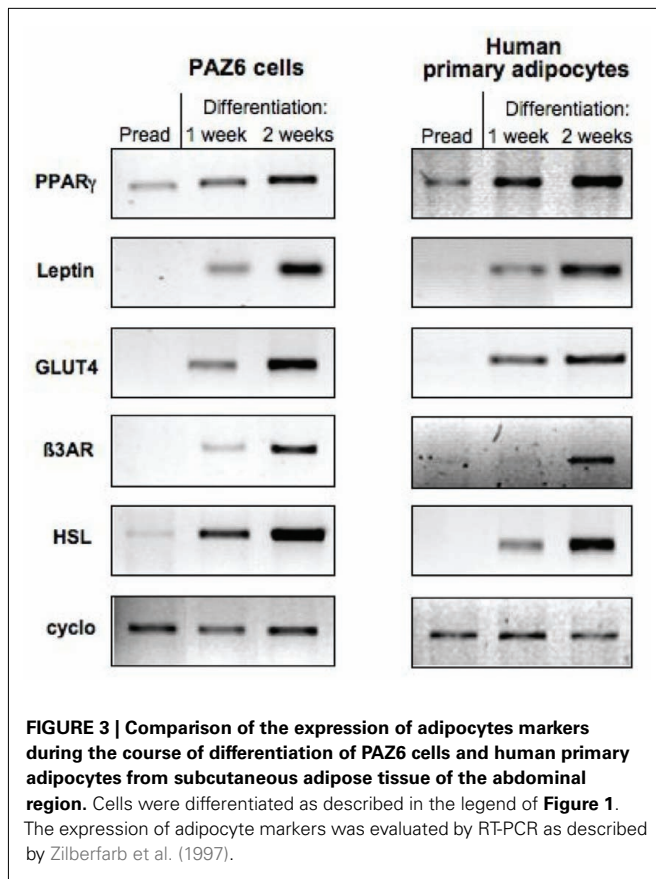 PAZ6 cells
Human
primary adipocytes
Differentiation:
Pread 1 week 2 weeks
Differentiation:
Pread 1 week 2 weeks
PPARγ
Leptin
GLUT4
ß3AR
HSL
cyclo
FIGURE 3 | Comparison of the expression of adipocytes markers
during the course of differentiation of PAZ6 cells and human primary
adipocytes from subcutaneous adipose tissue of the abdominal
region. Cells were differentiated as described in the legend of Figure 1.
The expression of adipocyte markers was evaluated by RT-PCR as described
by Zilberfarb et al. (1997).